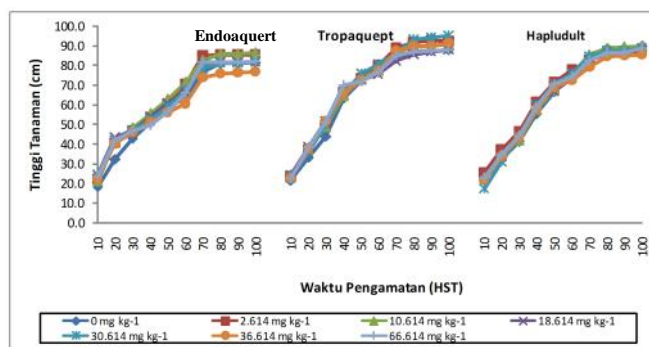 Endoaquert Tropaquept Hapludult
Tinggi Tanaman (cm)
100.0
90.0
80.0
70.0
60.0
50.0
40.0
30.0
20.0
10.0
0.0
10 20 30 40 50 60 70 80 90 100 10 20 30 40 50 60 70 80 90 100 10 20 30 40 50 60 70 80 90 100
Waktu Pengamatan (HST)
0 mg kg-1 2.614 mg kg-1 10.614 mg kg-1 18.614 mg kg-1
30.614 mg kg-1 36.614 mg kg-1 66.614 mg kg-1